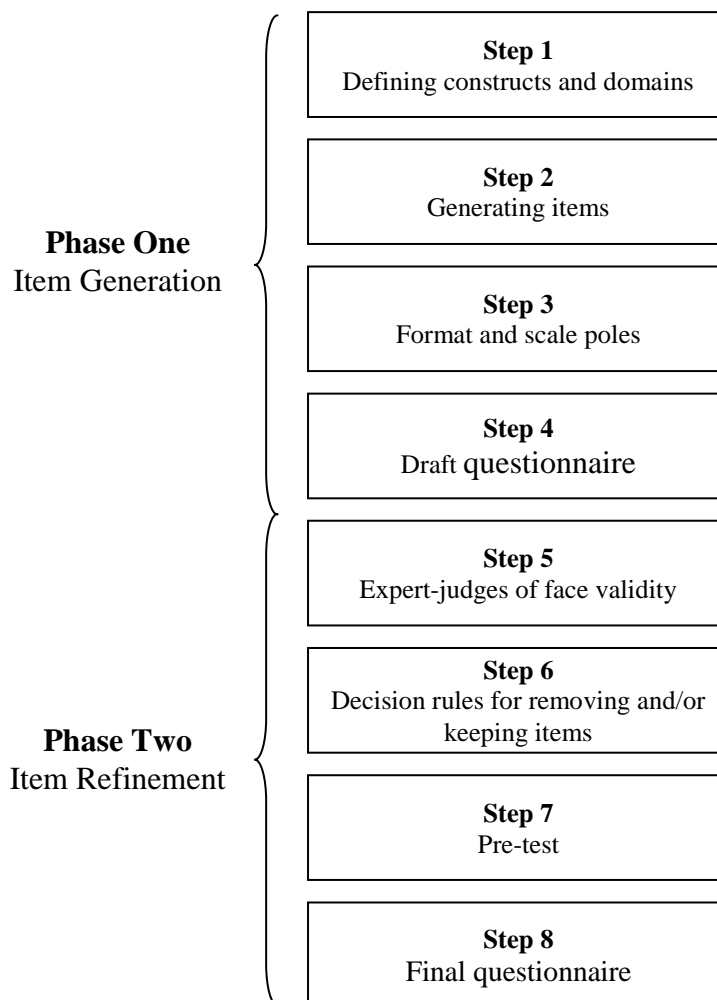 Phase One
Item Generation
Step 1
Defining constructs and domains
Step 2
Generating items
Step 3
Format and scale poles
Step 4
Draft questionnaire
Phase Two
Item Refinement
Step 5
Expert-judges of face validity
Step 6
Decision rules for removing and/or
keeping items
Step 7
Pre-test
Step 8
Final questionnaire